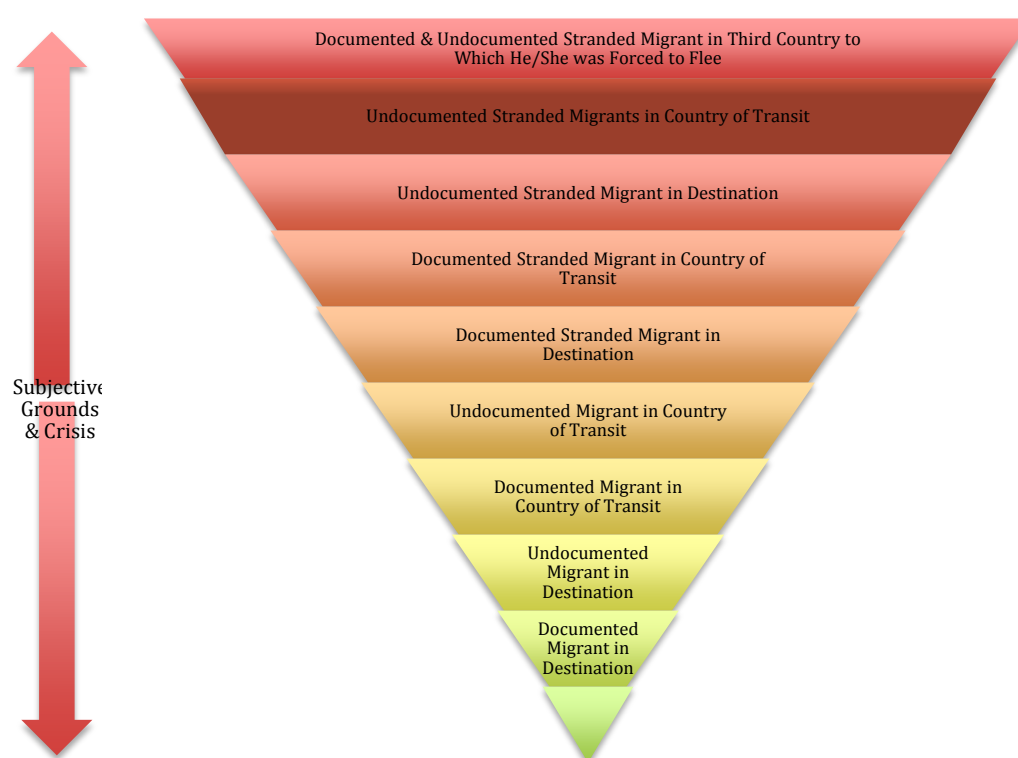 Documented & Undocumented Stranded Migrant in Third Country to
Which He/She was Forced to Flee
Undocumented Stranded Migrants in Country of Transit
Undocumented Stranded Migrant in Destination
Documented Stranded Migrant in Country of
Transit
Documented Stranded Migrant in
Destination
Subjective
Grounds
& Crisis
Undocumented Migrant in Country
of Transit
Documented Migrant in
Country of Transit
Undocumented
Migrant in
Destination
Documented
Migrant in
Destination